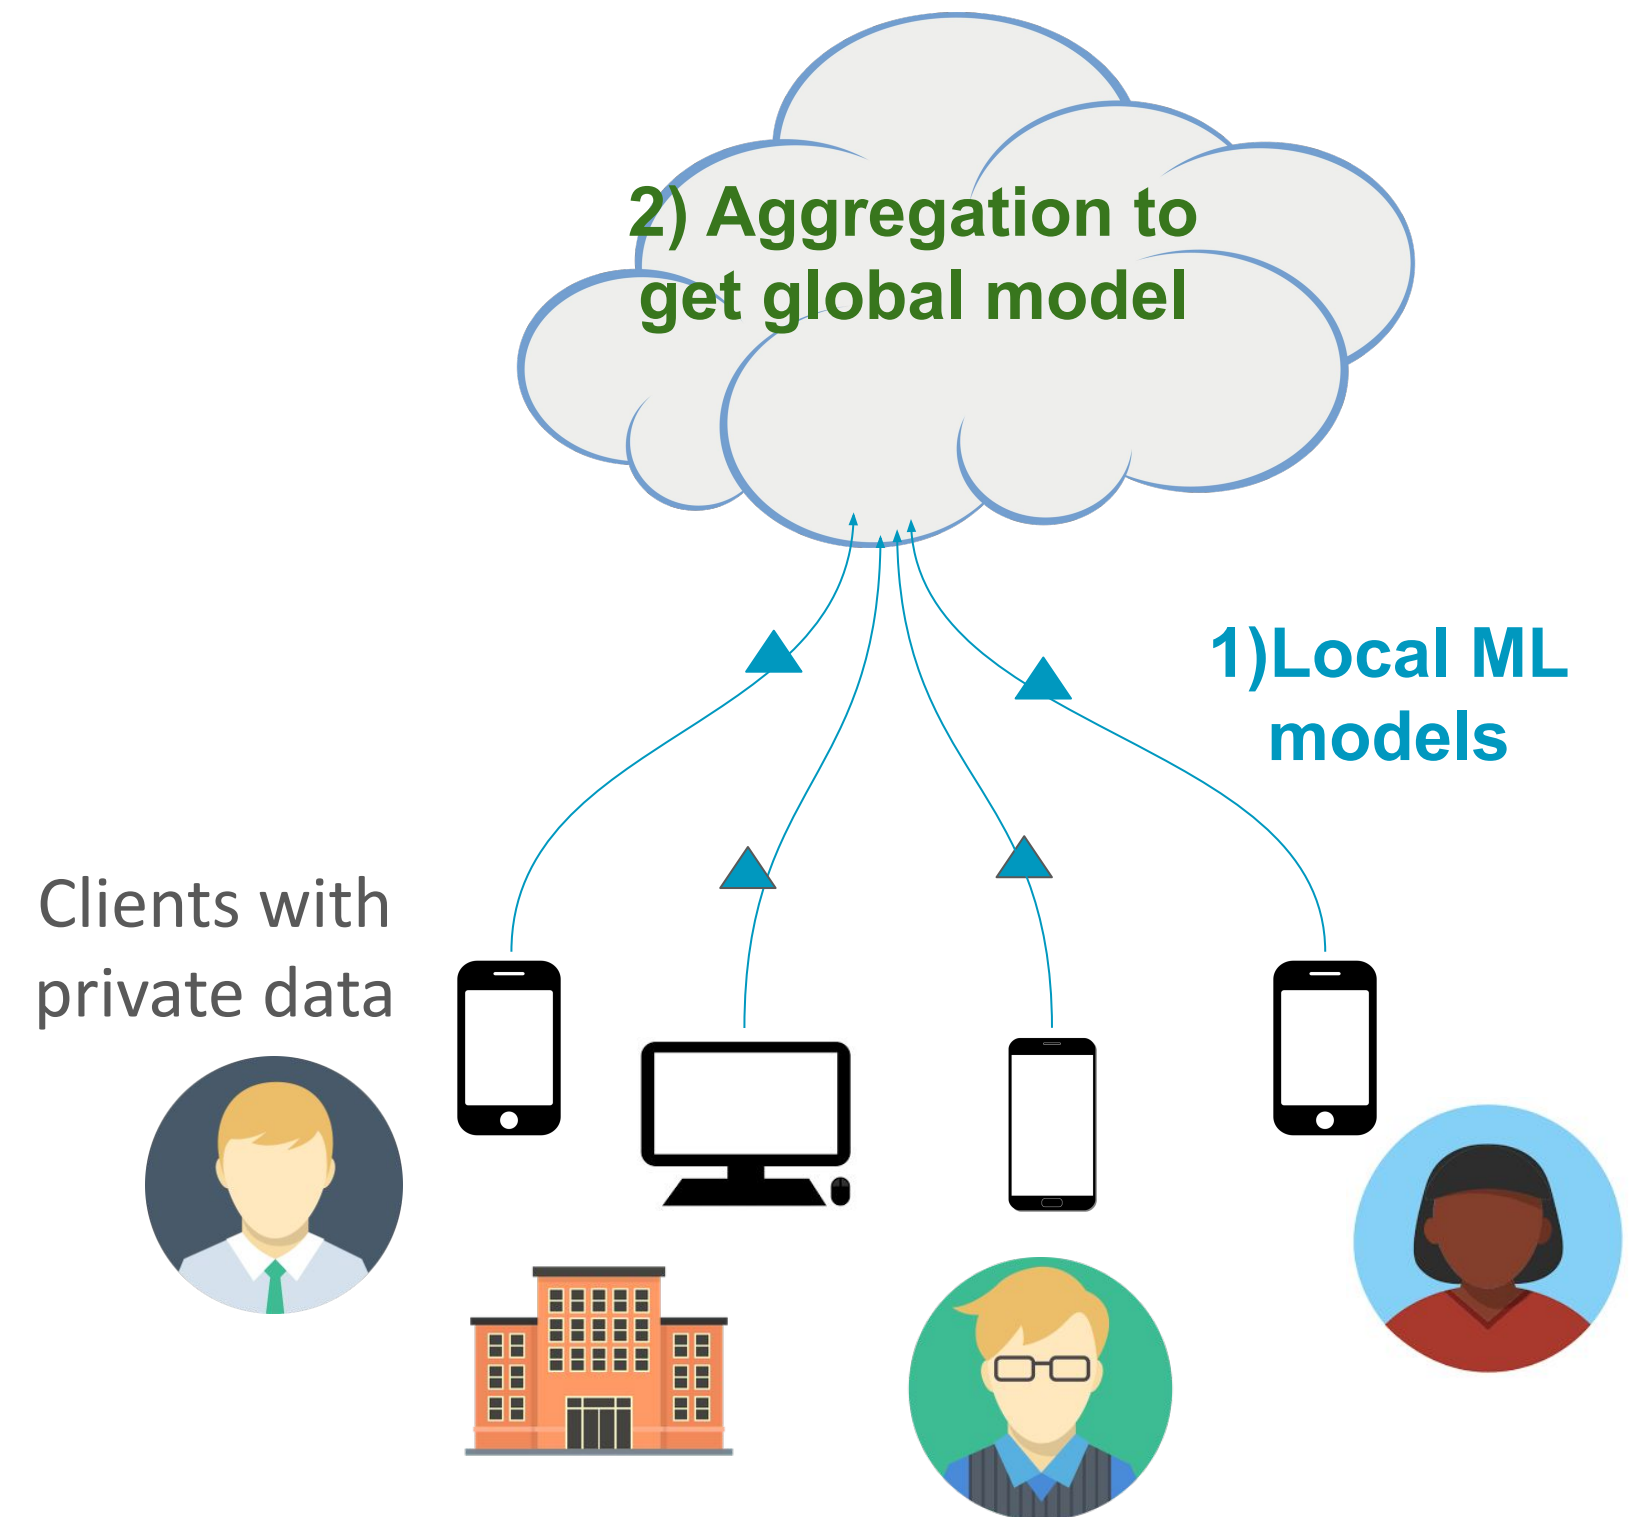 2) Aggregation to
get global model
1)Local ML
models
Clients with
private data